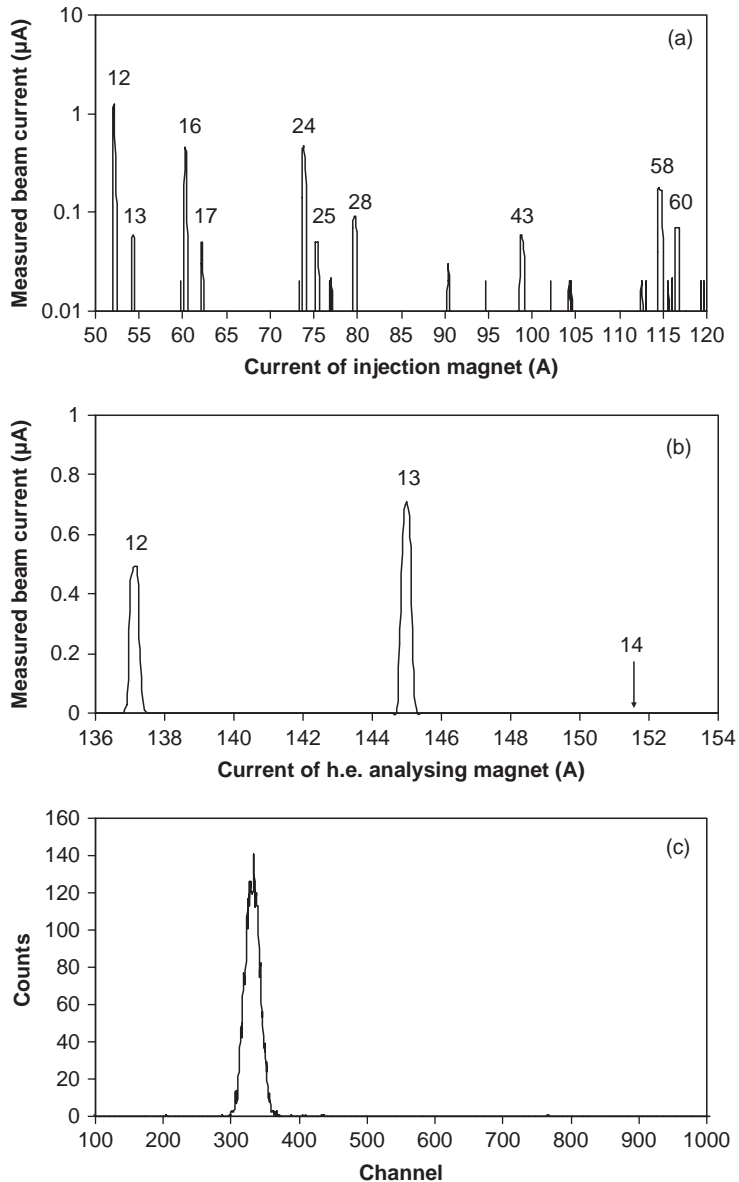 (a)
Measured beam current (µA)
10
1
0.1
0.01
12
13
16
17
24
25
28
43
58
60
50 55 60 65 70 75 80 85 90 95 100 105 110 115 120
Current of injection magnet (A)
(b)
Measured beam current (µA)
1
0.8
0.6
0.4
0.2
0
12
13
14
136 138 140 142 144 146 148 150 152 154
Current of h.e. analysing magnet (A)
(c)
Counts
160
140
120
100
80
60
40
20
0
100 200 300 400 500 600 700 800 900 1000
Channel